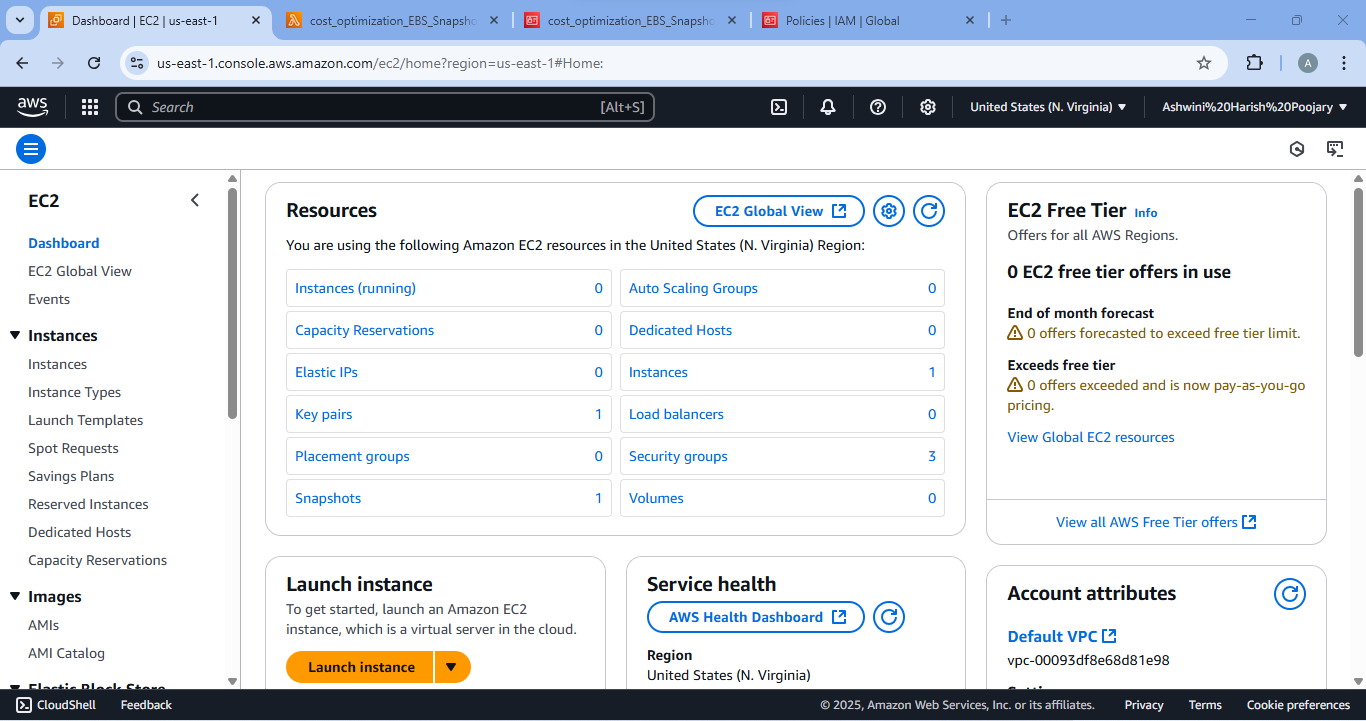 Dashboard | EC2 | us-east-1
cost_optimization_EBS_Snapsho
cost_optimization_EBS_Snapsho
Policies | IAM | Global
us-east-1.console.aws.amazon.com/ec2/home?region=us-east-1#Home:
A
aws
Search
[Alt+S]
United States (N. Virginia)
Ashwini%20Harish%20Poojary
EC2
Dashboard
EC2 Global View
Events
Instances
Instances
Instance Types
Launch Templates
Spot Requests
Savings Plans
Reserved Instances
Dedicated Hosts
Capacity Reservations
Images
AMIs
AMI Catalog
Elastic Block Store
Resources
EC2 Global View
You are using the following Amazon EC2 resources in the United States (N. Virginia) Region:
Instances (running) 0
Auto Scaling Groups 0
Capacity Reservations 0
Dedicated Hosts 0
Elastic IPs 0
Instances 1
Key pairs 1
Load balancers 0
Placement groups 0
Security groups 3
Snapshots 1
Volumes 0
Launch instance
To get started, launch an Amazon EC2
instance, which is a virtual server in the cloud.
Launch instance
Service health
AWS Health Dashboard
Region
United States (N. Virginia)
EC2 Free Tier Info
Offers for all AWS Regions.
0 EC2 free tier offers in use
End of month forecast
0 offers forecasted to exceed free tier limit.
Exceeds free tier
0 offers exceeded and is now pay-as-you-go
pricing.
View Global EC2 resources
View all AWS Free Tier offers
Account attributes
Default VPC
vpc-00093df8e68d81e98
CloudShell
Feedback
© 2025, Amazon Web Services, Inc. or its affiliates.
Privacy
Terms
Cookie preferences